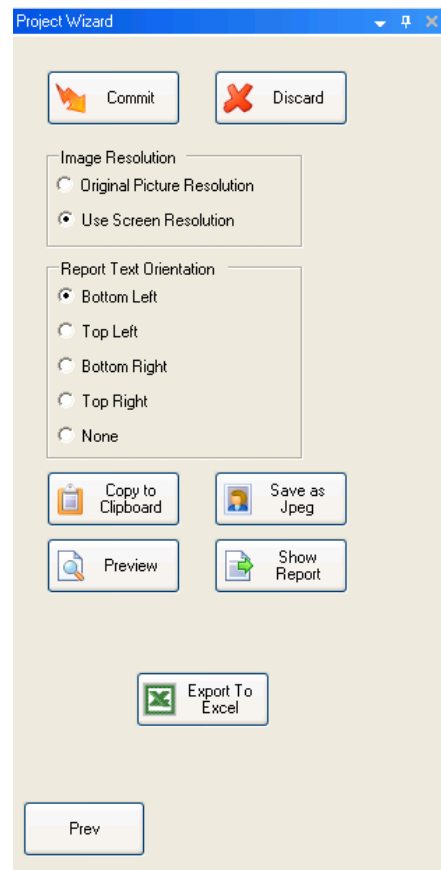 Project Wizard
Commit
Discard
Image Resolution
Original Picture Resolution
Use Screen Resolution
Report Text Orientation
Bottom Left
Top Left
Bottom Right
Top Right
None
Copy to
Clipboard
Save as
Jpeg
Preview
Show
Report
Export To
Excel
Prev